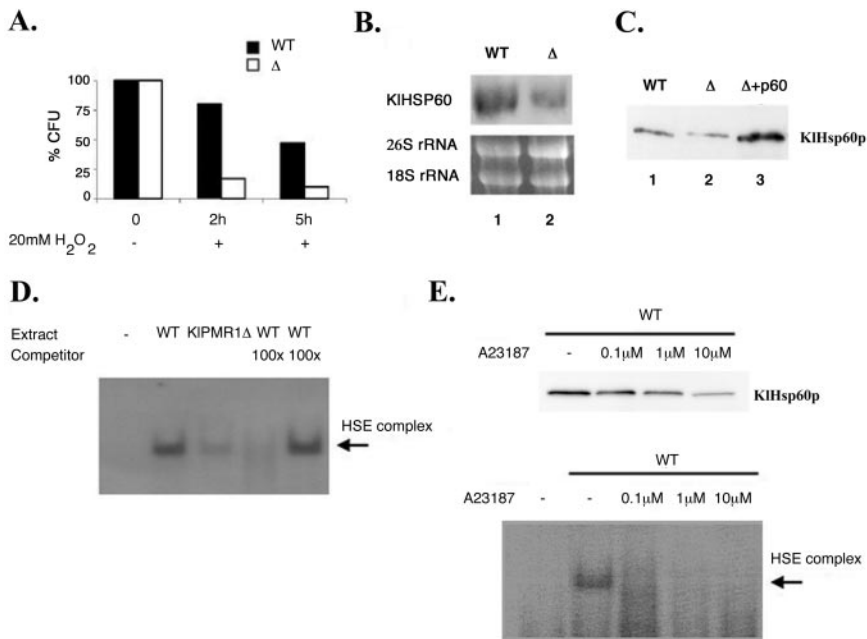 A.
WT
Δ
% CFU
100
75
50
25
0
0 2h 5h
20mM H2O2 - + +
B.
WT Δ
KlHSP60
26S rRNA
18S rRNA
1 2
C.
WT Δ Δ+p60
KlHsp60p
1 2 3
D.
Extract - WT KlPMR1Δ WT WT
Competitor 100x 100x
HSE complex
E.
WT
A23187 - 0.1μM 1μM 10μM
KlHsp60p
WT
A23187 - - 0.1μM 1μM 10μM
HSE complex